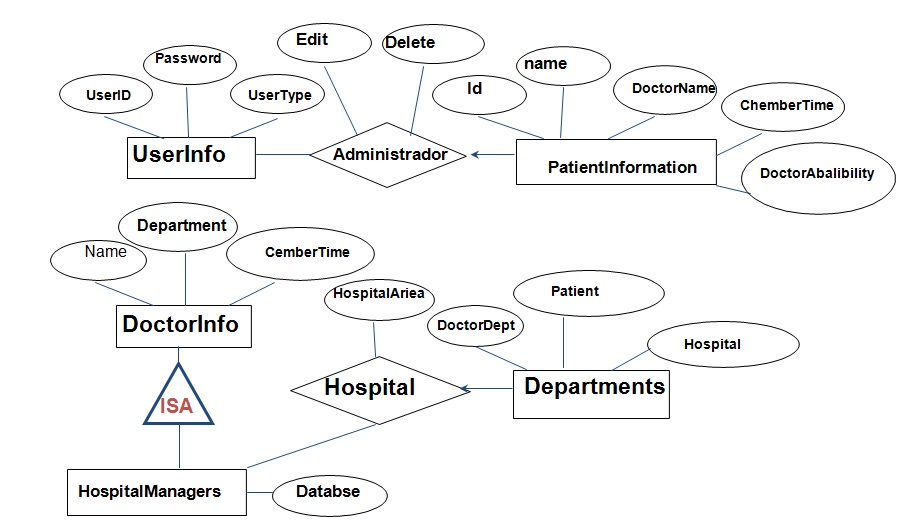 Edit
Delete
Password
name
Id
UserID
UserType
DoctorName
ChemberTime
UserInfo
Administrador
PatientInformation
DoctorAbalibility
Department
Name
CemberTime
HospitalAriea
Patient
DoctorInfo
DoctorDept
Hospital
Hospital
Departments
ISA
HospitalManagers
Databse